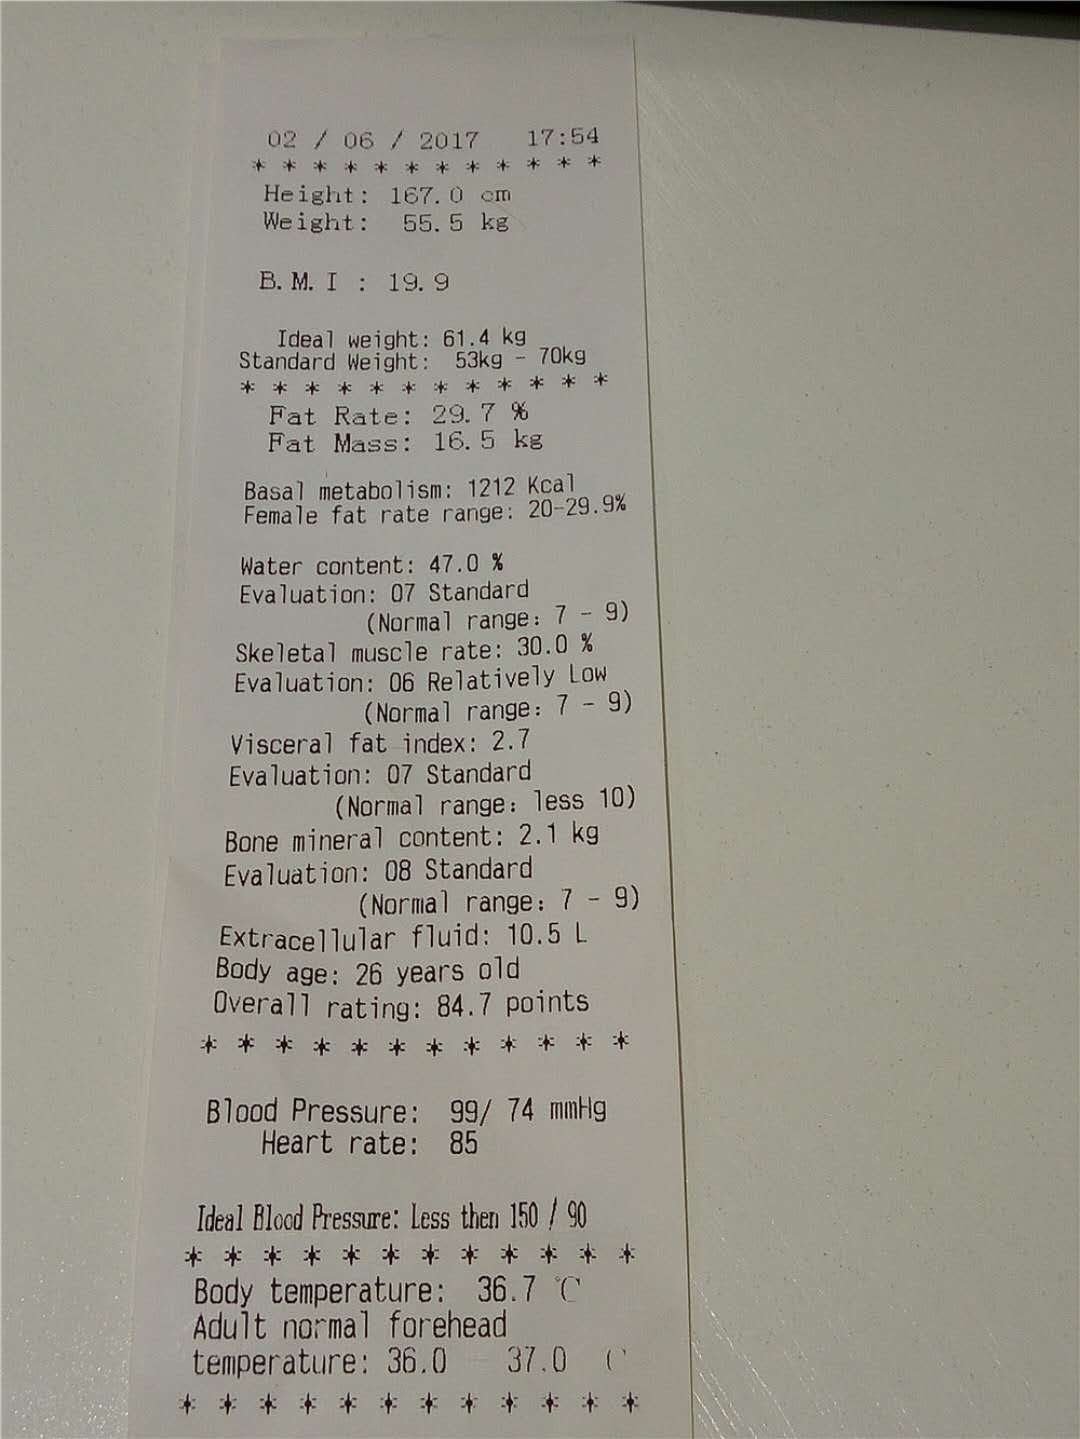 02 / 06 / 2017 17:54
* * * * * * * * * * * *
Height: 167.0 cm
Weight: 55.5 kg
B.M.I : 19.9
Ideal weight: 61.4 kg
Standard Weight: 53kg - 70kg
* * * * * * * * * * * *
Fat Rate: 29.7 %
Fat Mass: 16.5 kg
Basal metabolism: 1212 Kcal
Female fat rate range: 20-29.9%
Water content: 47.0 %
Evaluation: 07 Standard
(Normal range: 7 - 9)
Skeletal muscle rate: 30.0 %
Evaluation: 06 Relatively Low
(Normal range: 7 - 9)
Visceral fat index: 2.7
Evaluation: 07 Standard
(Normal range: less 10)
Bone mineral content: 2.1 kg
Evaluation: 08 Standard
(Normal range: 7 - 9)
Extracellular fluid: 10.5 L
Body age: 26 years old
Overall rating: 84.7 points
* * * * * * * * * * * *
Blood Pressure: 99/ 74 mmHg
Heart rate: 85
Ideal Blood Pressure: Less then 150 / 90
* * * * * * * * * * * *
Body temperature: 36.7 ℃
Adult normal forehead
temperature: 36.0 — 37.0 ℃
* * * * * * * * * * * *